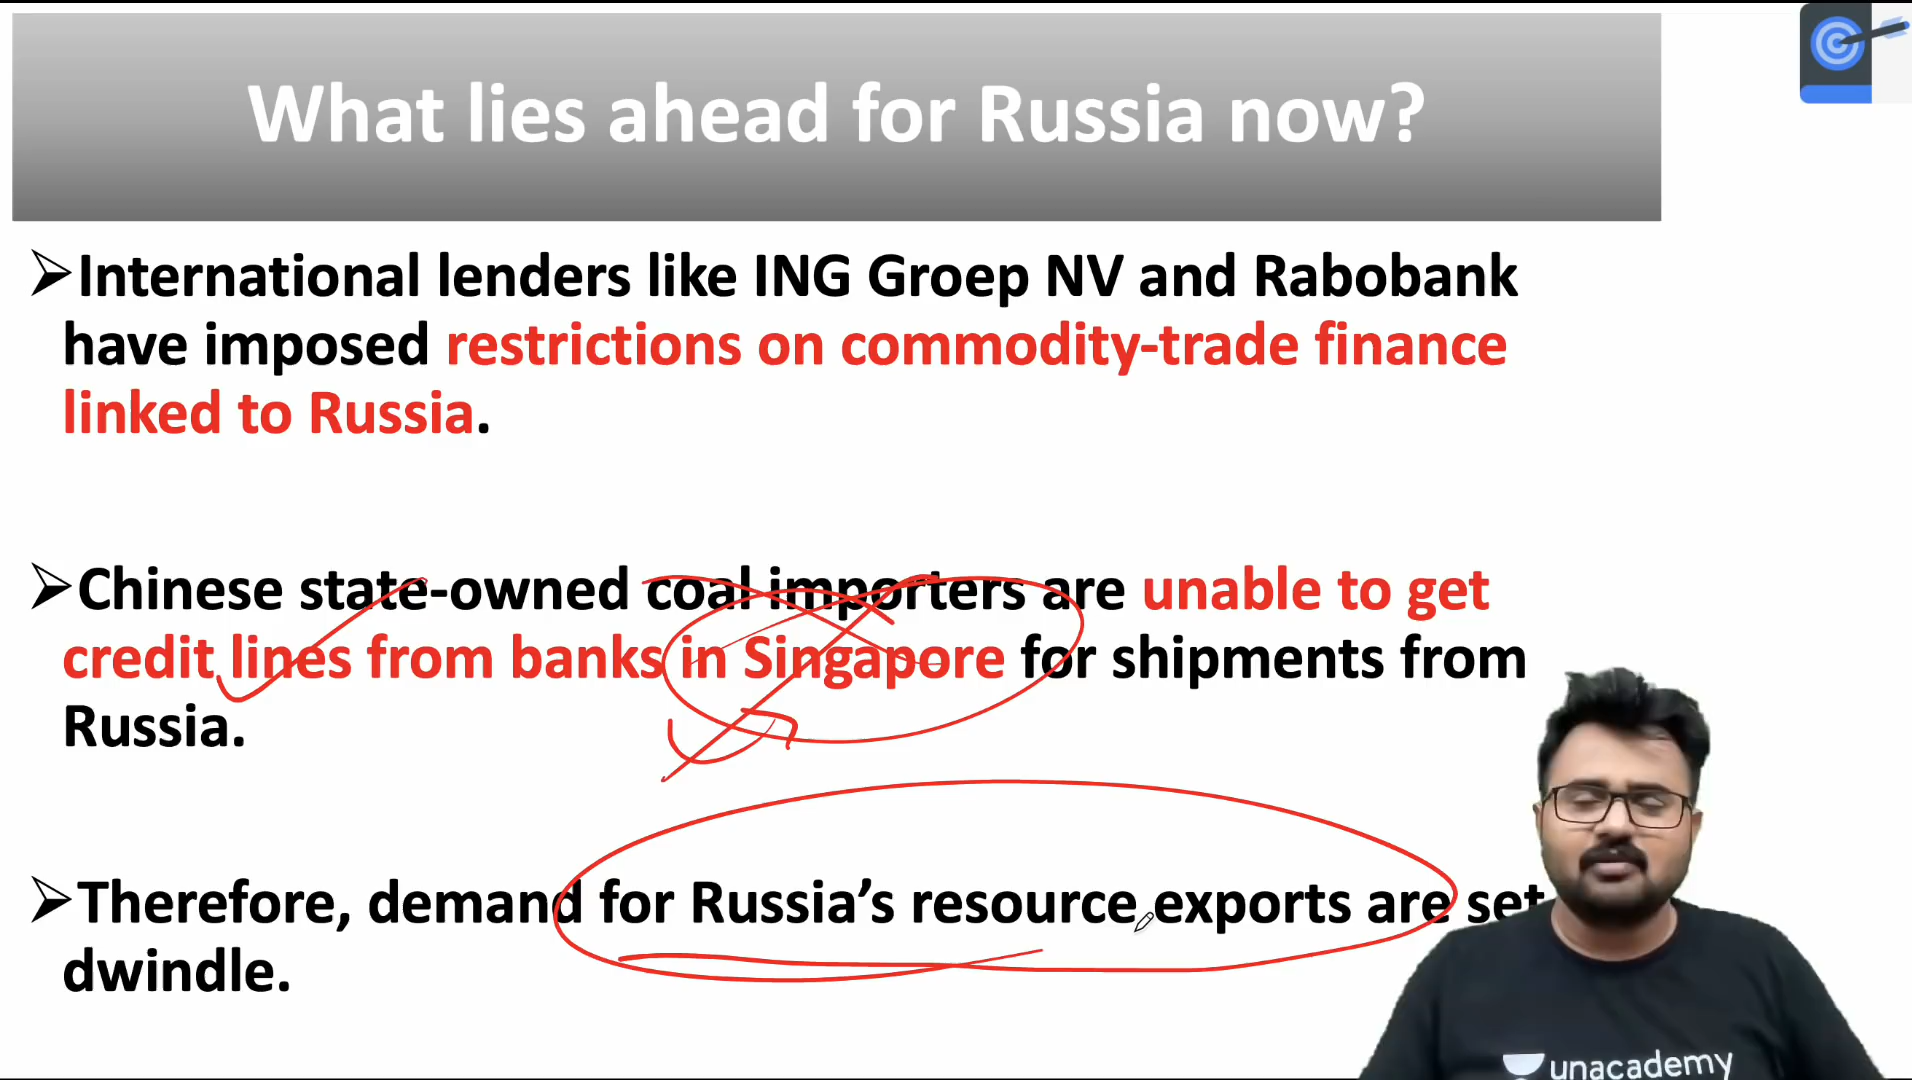 What lies ahead for Russia now?
➢International lenders like ING Groep NV and Rabobank
have imposed restrictions on commodity-trade finance
linked to Russia.
➢Chinese state-owned coal importers are unable to get
credit lines from banks in Singapore for shipments from
Russia.
➢Therefore, demand for Russia’s resource exports are set
dwindle.
unacademy